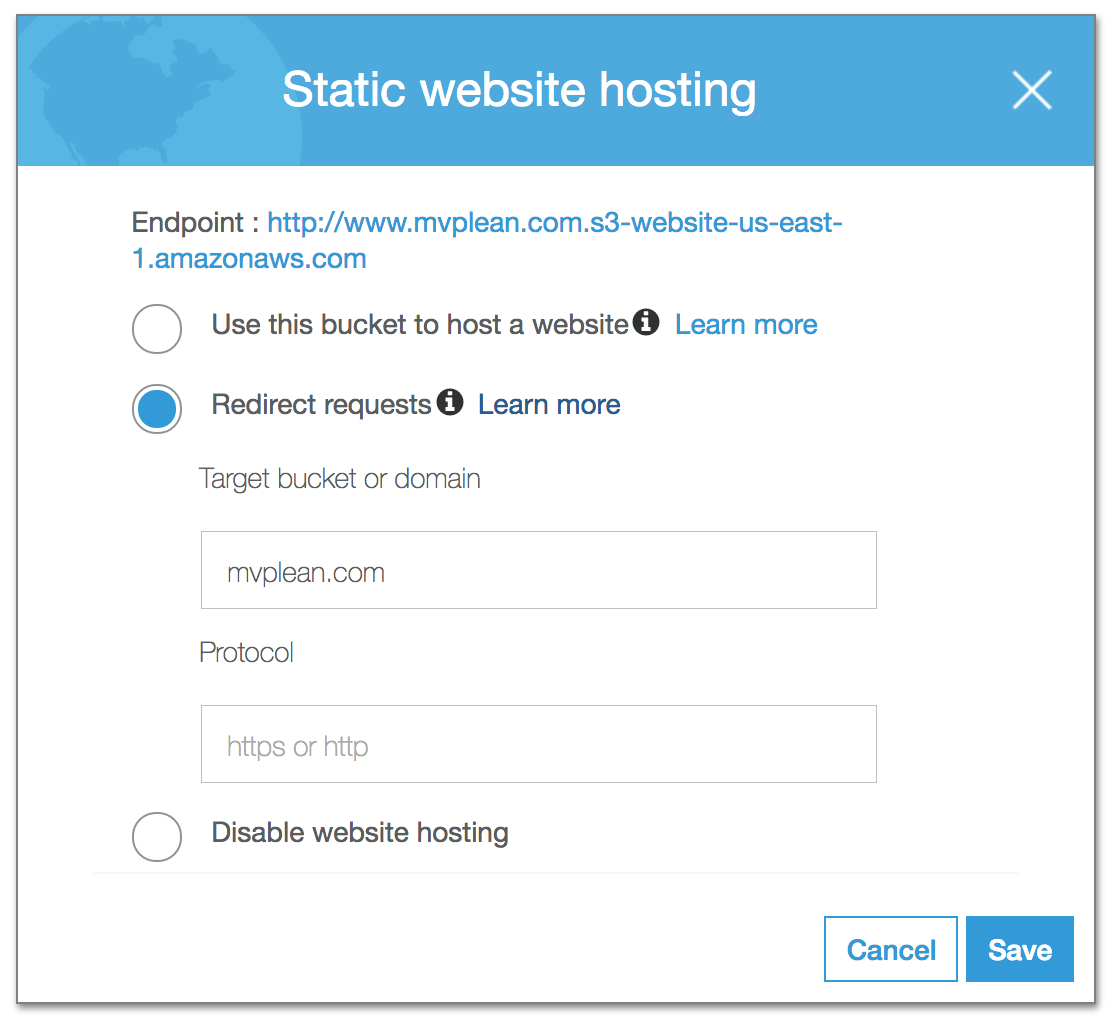 Static website hosting
Endpoint : http://www.mvplean.com.s3-website-us-east-
1.amazonaws.com
Use this bucket to host a website Learn more
Redirect requests Learn more
Target bucket or domain
mvplean.com
Protocol
https or http
Disable website hosting
Cancel Save